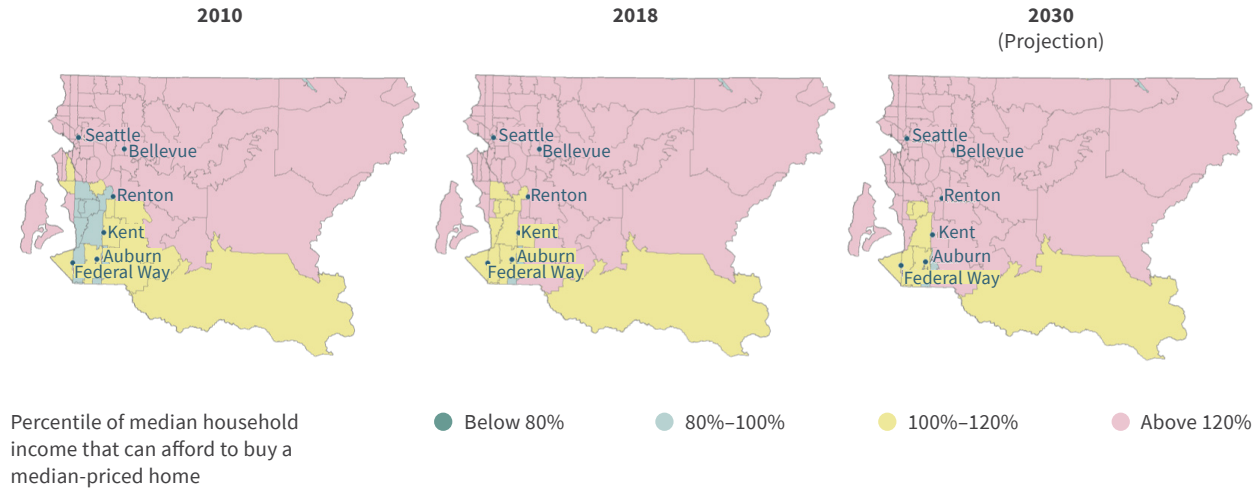 2010
2018
2030
(Projection)
Seattle
Bellevue
Renton
Kent
Auburn
Federal Way
Seattle
Bellevue
Renton
Kent
Auburn
Federal Way
Seattle
Bellevue
Renton
Kent
Auburn
Federal Way
Percentile of median household
income that can afford to buy a
median-priced home
Below 80%
80%–100%
100%–120%
Above 120%